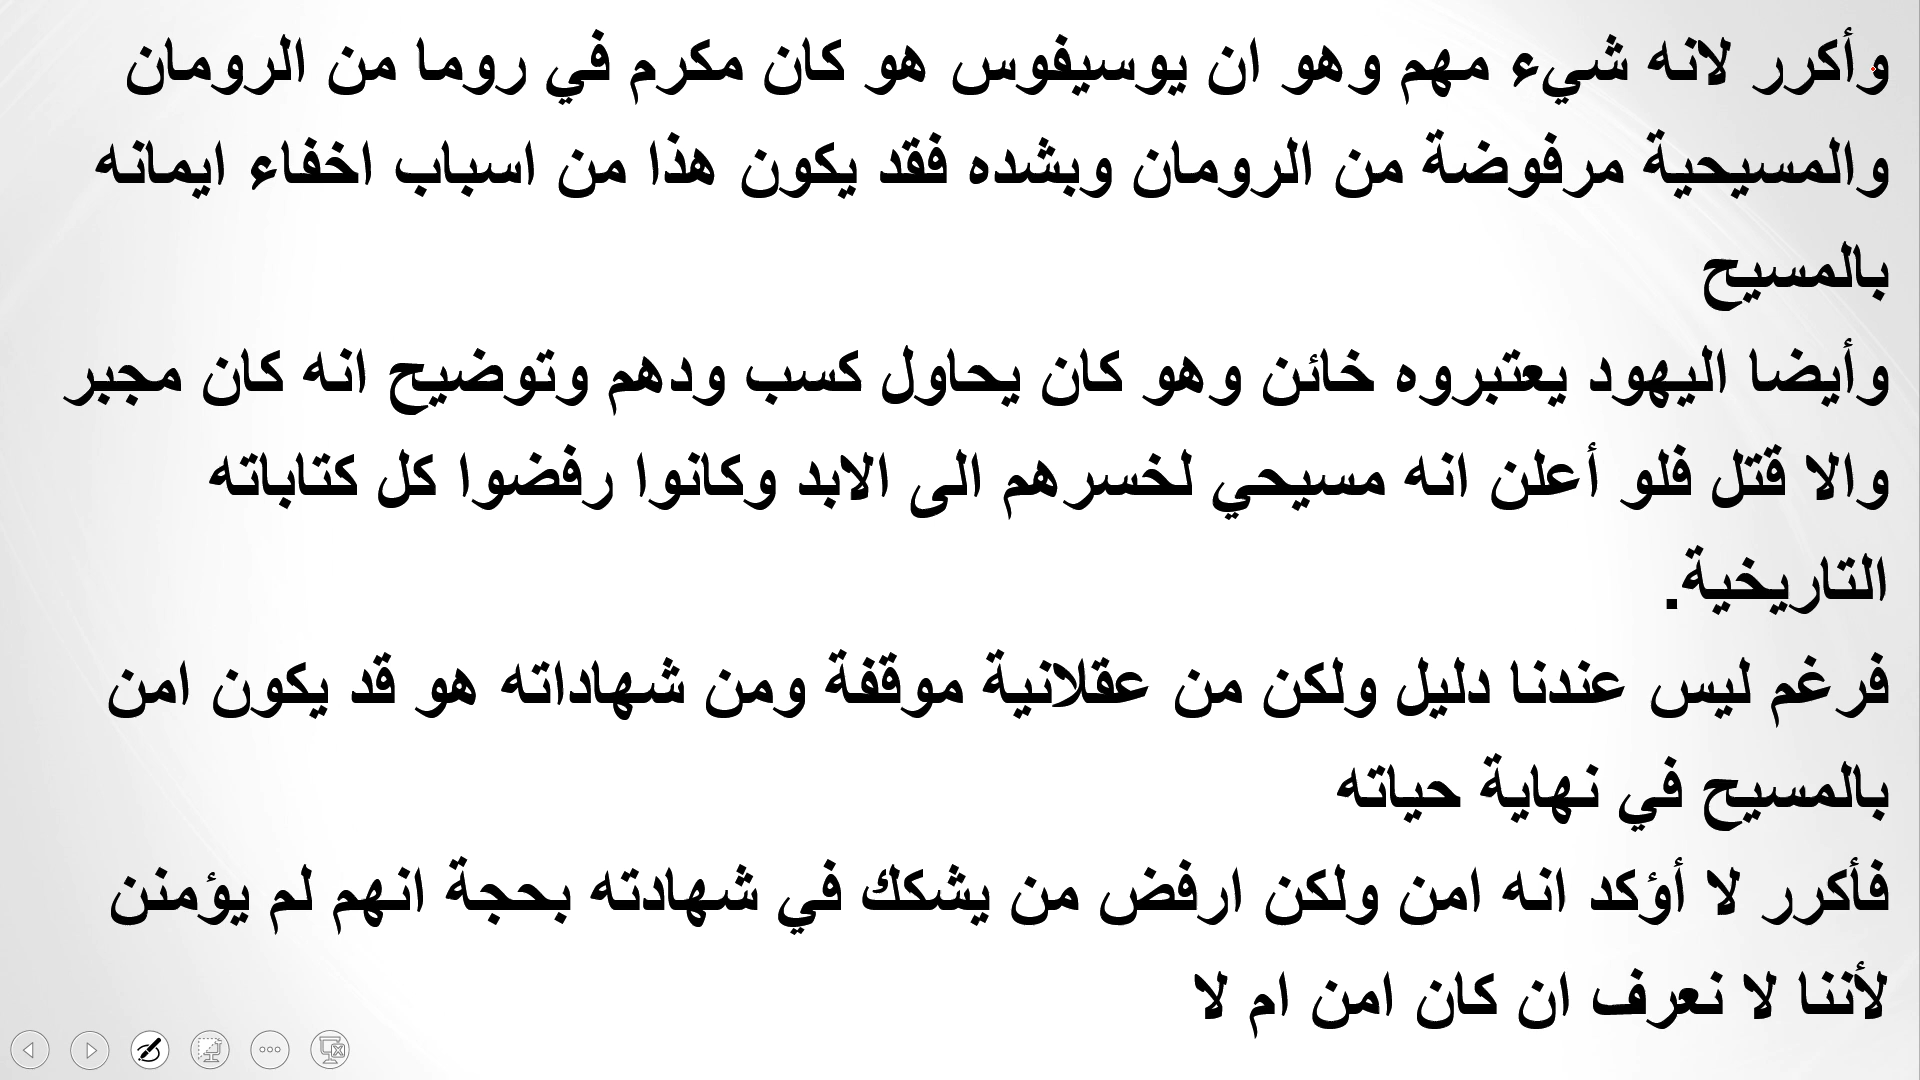 وأكرر لانه شيء مهم وهو ان يوسيفوس هو كان مكرم في روما من الرومان
والمسيحية مرفوضة من الرومان وبشده فقد يكون هذا من اسباب اخفاء ايمانه
بالمسيح
وأيضا اليهود يعتبروه خائن وهو كان يحاول كسب ودهم وتوضيح انه كان مجبر
والا قتل فلو أعلن انه مسيحي لخسرهم الى الابد وكانوا رفضوا كل كتاباته
التاريخية.
فرغم ليس عندنا دليل ولكن من عقلانية موقفة ومن شهاداته هو قد يكون امن
بالمسيح في نهاية حياته
فأكرر لا أؤكد انه امن ولكن ارفض من يشكك في شهادته بحجة انهم لم يؤمنن
لأننا لا نعرف ان كان امن ام لا